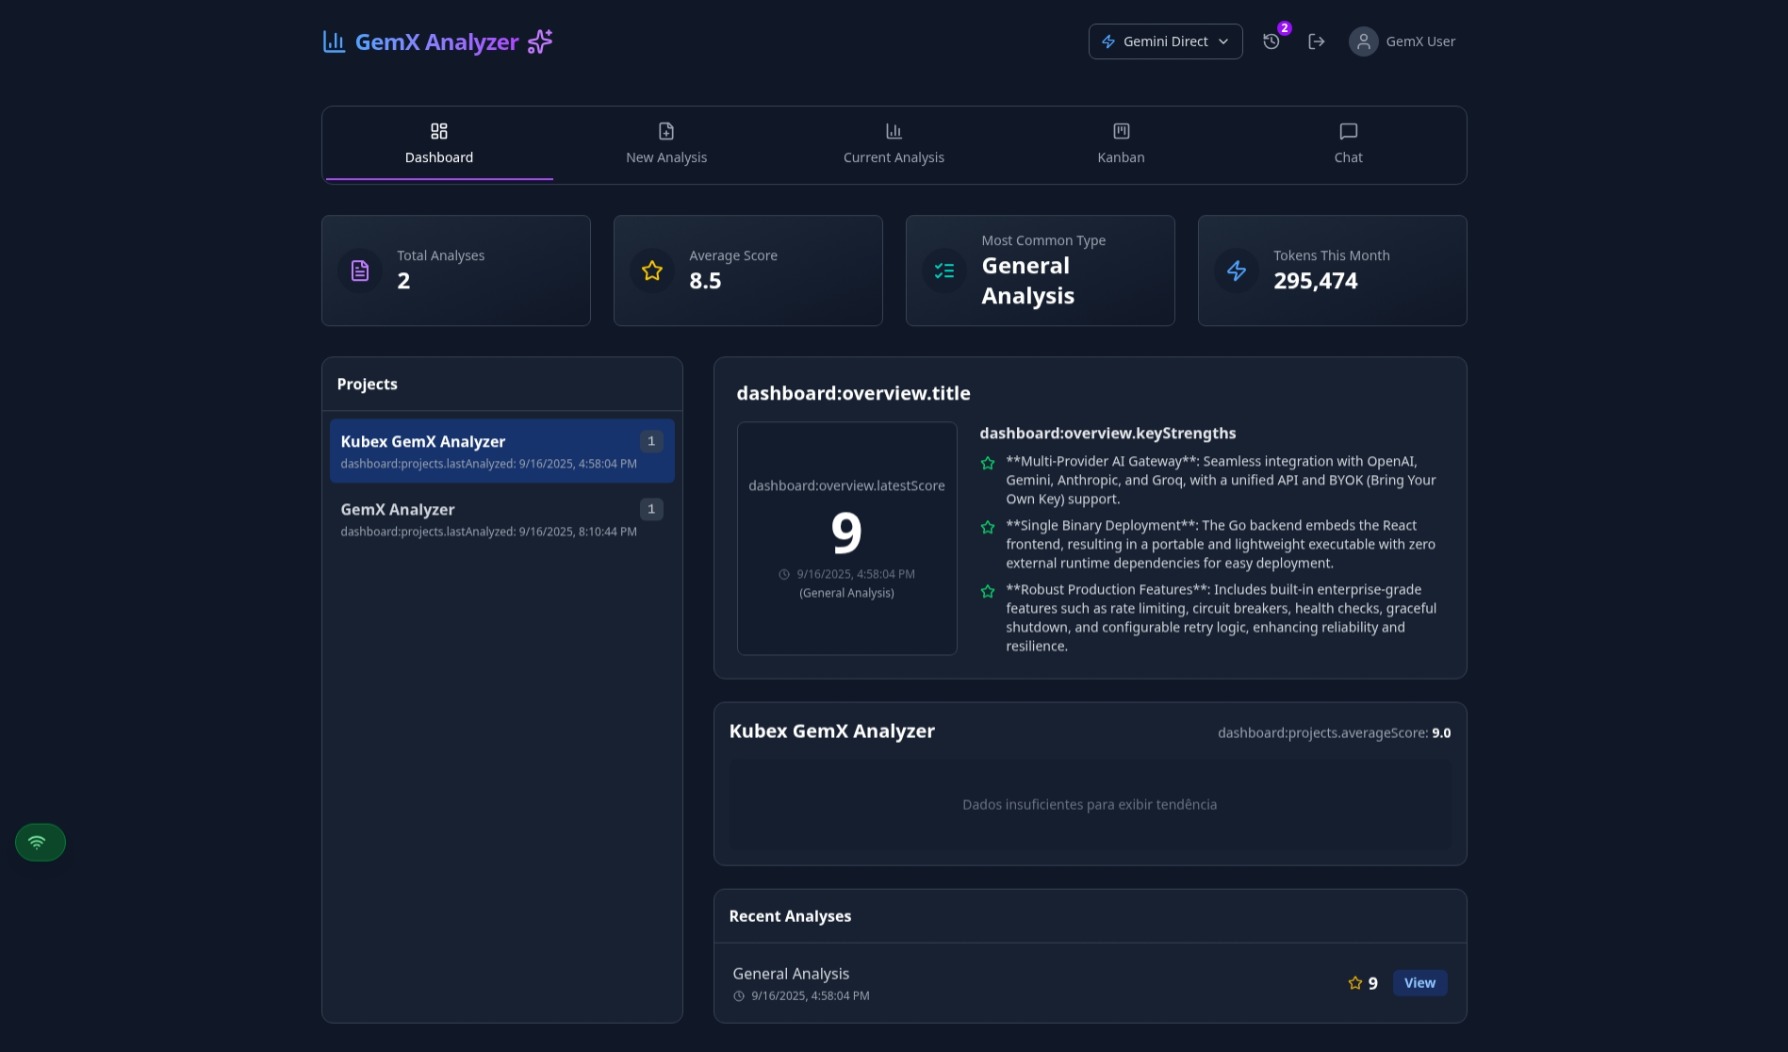 GemX Analyzer
Gemini Direct
2
GemX User
Dashboard
New Analysis
Current Analysis
Kanban
Chat
Total Analyses
2
Average Score
8.5
Most Common Type
General
Analysis
Tokens This Month
295,474
Projects
Kubex GemX Analyzer
1
dashboard:projects.lastAnalyzed: 9/16/2025, 4:58:04 PM
GemX Analyzer
1
dashboard:projects.lastAnalyzed: 9/16/2025, 8:10:44 PM
dashboard:overview.title
dashboard:overview.latestScore
9
9/16/2025, 4:58:04 PM
(General Analysis)
dashboard:overview.keyStrengths
**Multi-Provider AI Gateway**: Seamless integration with OpenAI,
Gemini, Anthropic, and Groq, with a unified API and BYOK (Bring Your
Own Key) support.
**Single Binary Deployment**: The Go backend embeds the React
frontend, resulting in a portable and lightweight executable with zero
external runtime dependencies for easy deployment.
**Robust Production Features**: Includes built-in enterprise-grade
features such as rate limiting, circuit breakers, health checks, graceful
shutdown, and configurable retry logic, enhancing reliability and
resilience.
Kubex GemX Analyzer
dashboard:projects.averageScore: 9.0
Dados insuficientes para exibir tendência
Recent Analyses
General Analysis
9/16/2025, 4:58:04 PM
9
View